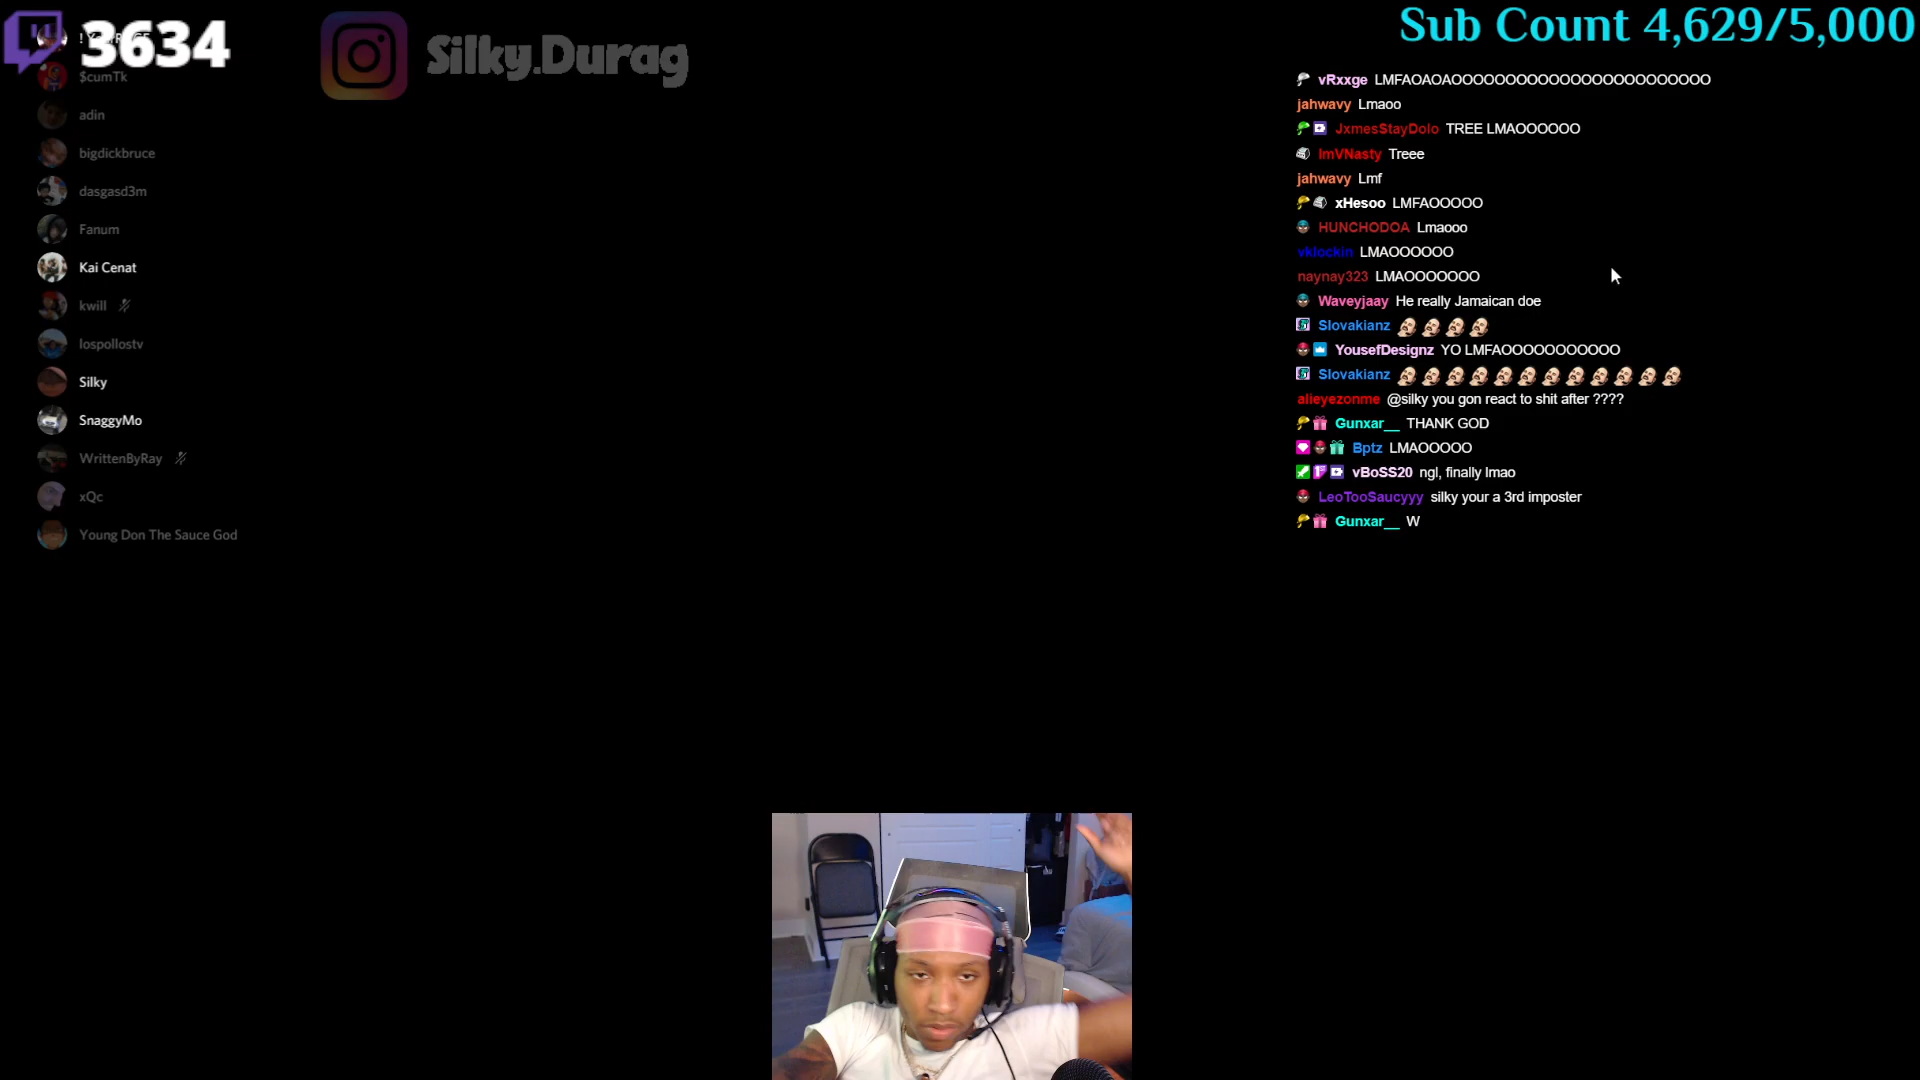 3634
Silky.Durag
Sub Count 4,629/5,000
$cumTk
adin
bigdickbruce
dasgasd3m
Fanum
Kai Cenat
kwill
lospollostv
Silky
SnaggyMo
WrittenByRay
xQc
Young Don The Sauce God
vRxxge LMFAOAOAOOOOOOOOOOOOOOOOOOOOOOOO
jahwavy Lmaoo
JxmesStayDolo TREE LMAOOOOOO
ImVNasty Treee
jahwavy Lmf
xHesoo LMFAOOOOO
HUNCHODOA Lmaooo
vklockin LMAOOOOOO
naynay323 LMAOOOOOOO
Waveyjaay He really Jamaican doe
Slovakianz
YousefDesignz YO LMFAOOOOOOOOOOO
Slovakianz
alieyezonme @silky you gon react to shit after ????
Gunxar__ THANK GOD
Bptz LMAOOOOO
vBoSS20 ngl, finally lmao
LeoTooSaucyyy silky your a 3rd imposter
Gunxar__ W